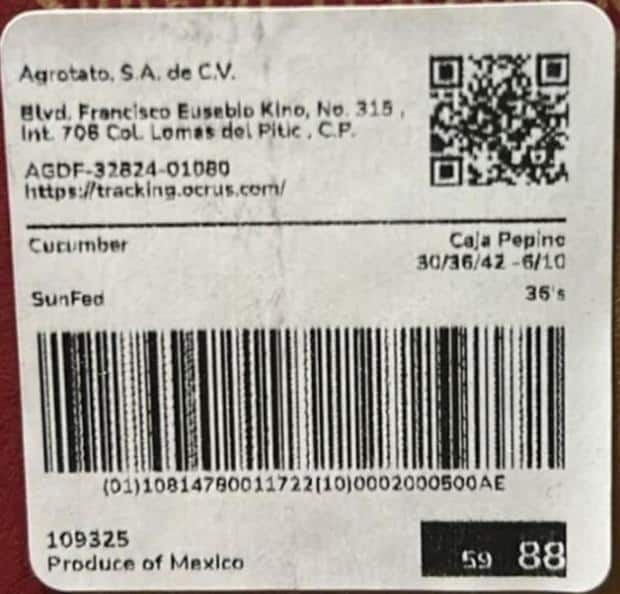 Agrotato, S.A. de C.V.
Blvd. Francisco Eusebio Kino, No. 315 ,
Int. 706 Col. Lomas del Pitic , C.P.
AGDF-32824-01080
https://tracking.ocrus.com/
Cucumber
Caja Pepino
30/36/42 -6/10
SunFed
36's
(01)10814780011722(10)0002000500AE
109325
Produce of Mexico
59 88